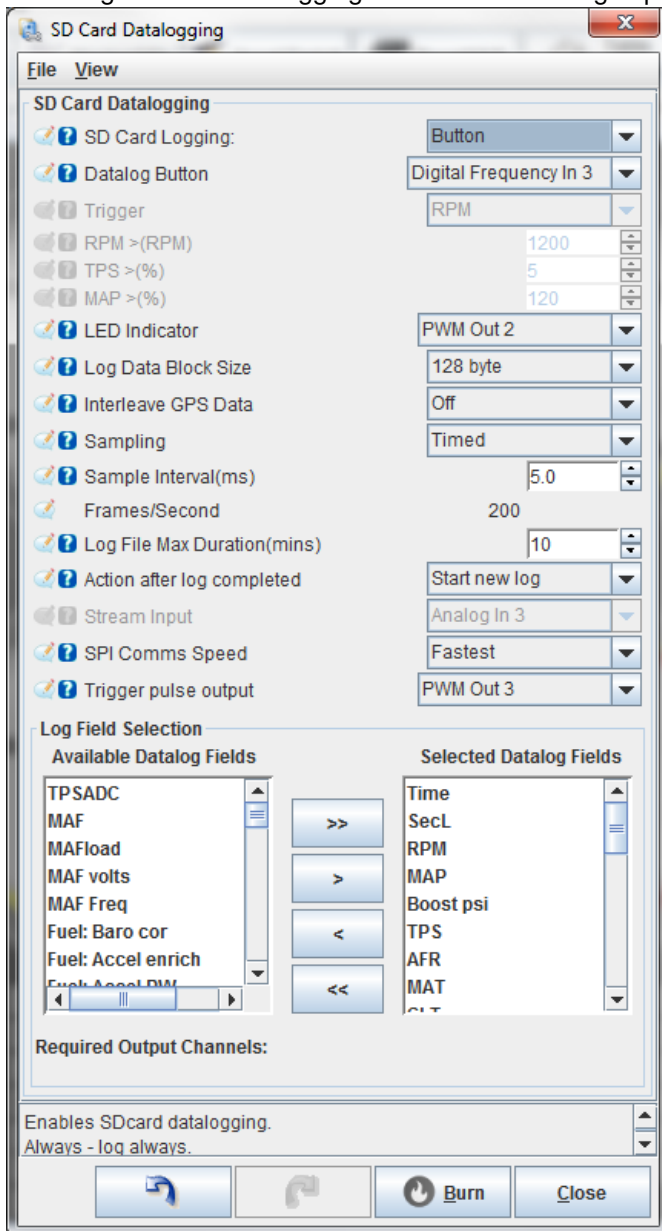 SD Card Datalogging
File View
SD Card Datalogging
SD Card Logging: Button
Datalog Button Digital Frequency In 3
Trigger RPM
RPM >(RPM) 1200
TPS >(%) 5
MAP >(%) 120
LED Indicator PWM Out 2
Log Data Block Size 128 byte
Interleave GPS Data Off
Sampling Timed
Sample Interval(ms) 5.0
Frames/Second 200
Log File Max Duration(mins) 10
Action after log completed Start new log
Stream Input Analog In 3
SPI Comms Speed Fastest
Trigger pulse output PWM Out 3
Log Field Selection
Available Datalog Fields Selected Datalog Fields
TPSADC
MAF
MAFload
MAF volts
MAF Freq
Fuel: Baro cor
Fuel: Accel enrich
Fuel: Accel PW
>>
>
<
<<
Time
SecL
RPM
MAP
Boost psi
TPS
AFR
MAT
CLT
Required Output Channels:
Enables SDcard datalogging.
Always - log always.
Burn Close